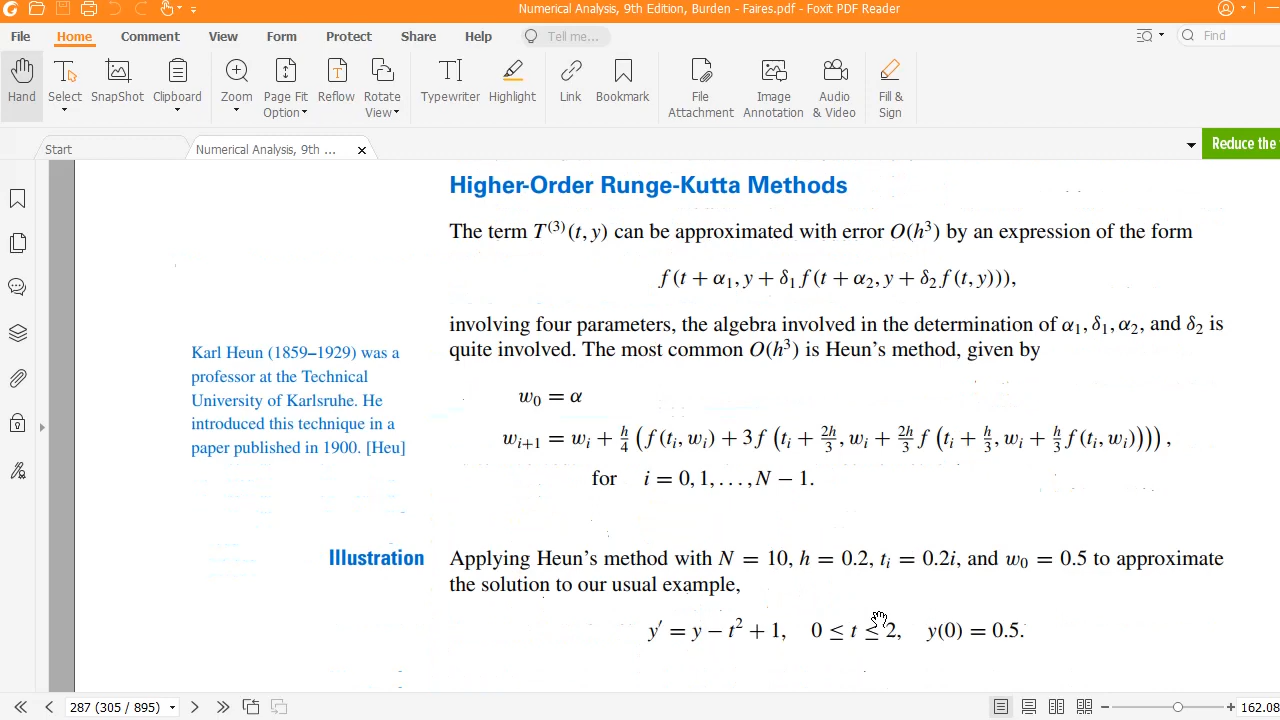 Numerical Analysis, 9th Edition, Burden - Faires.pdf - Foxit PDF Reader
File Home Comment View Form Protect Share Help Tell me... Find
Hand Select SnapShot Clipboard Zoom Page Fit Option Reflow Rotate View Typewriter Highlight Link Bookmark File Attachment Image Annotation Audio & Video Fill & Sign
Start Numerical Analysis, 9th ... Reduce the
Higher-Order Runge-Kutta Methods
The term T⁽³⁾(t, y) can be approximated with error O(h³) by an expression of the form
f(t + α₁, y + δ₁ f(t + α₂, y + δ₂ f(t, y))),
involving four parameters, the algebra involved in the determination of α₁, δ₁, α₂, and δ₂ is
quite involved. The most common O(h³) is Heun's method, given by
w₀ = α
wᵢ₊₁ = wᵢ + h/4 (f(tᵢ, wᵢ) + 3f (tᵢ + 2h/3, wᵢ + 2h/3 f (tᵢ + h/3, wᵢ + h/3 f(tᵢ, wᵢ)))),
for i = 0, 1, . . . , N − 1.
Karl Heun (1859–1929) was a
professor at the Technical
University of Karlsruhe. He
introduced this technique in a
paper published in 1900. [Heu]
Illustration Applying Heun's method with N = 10, h = 0.2, tᵢ = 0.2i, and w₀ = 0.5 to approximate
the solution to our usual example,
y′ = y − t² + 1, 0 ≤ t ≤ 2, y(0) = 0.5.
287 (305 / 895) 162.08